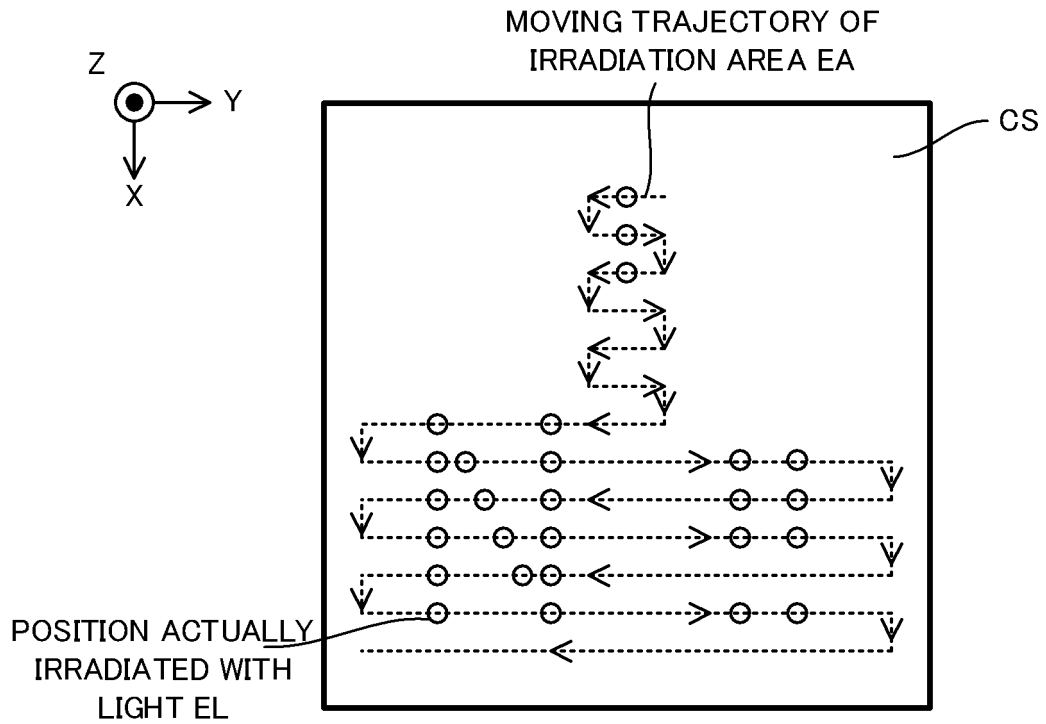 MOVING TRAJECTORY OF
IRRADIATION AREA EA
Z
Y
X
CS
POSITION ACTUALLY
IRRADIATED WITH
LIGHT EL